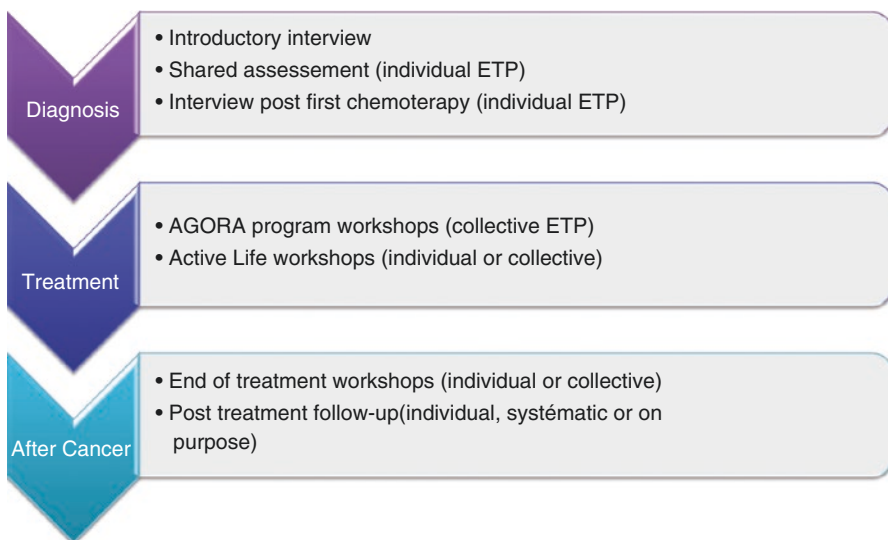 Diagnosis
• Introductory interview
• Shared assessement (individual ETP)
• Interview post first chemoterapy (individual ETP)
Treatment
• AGORA program workshops (collective ETP)
• Active Life workshops (individual or collective)
After Cancer
• End of treatment workshops (individual or collective)
• Post treatment follow-up(individual, systématic or on
purpose)